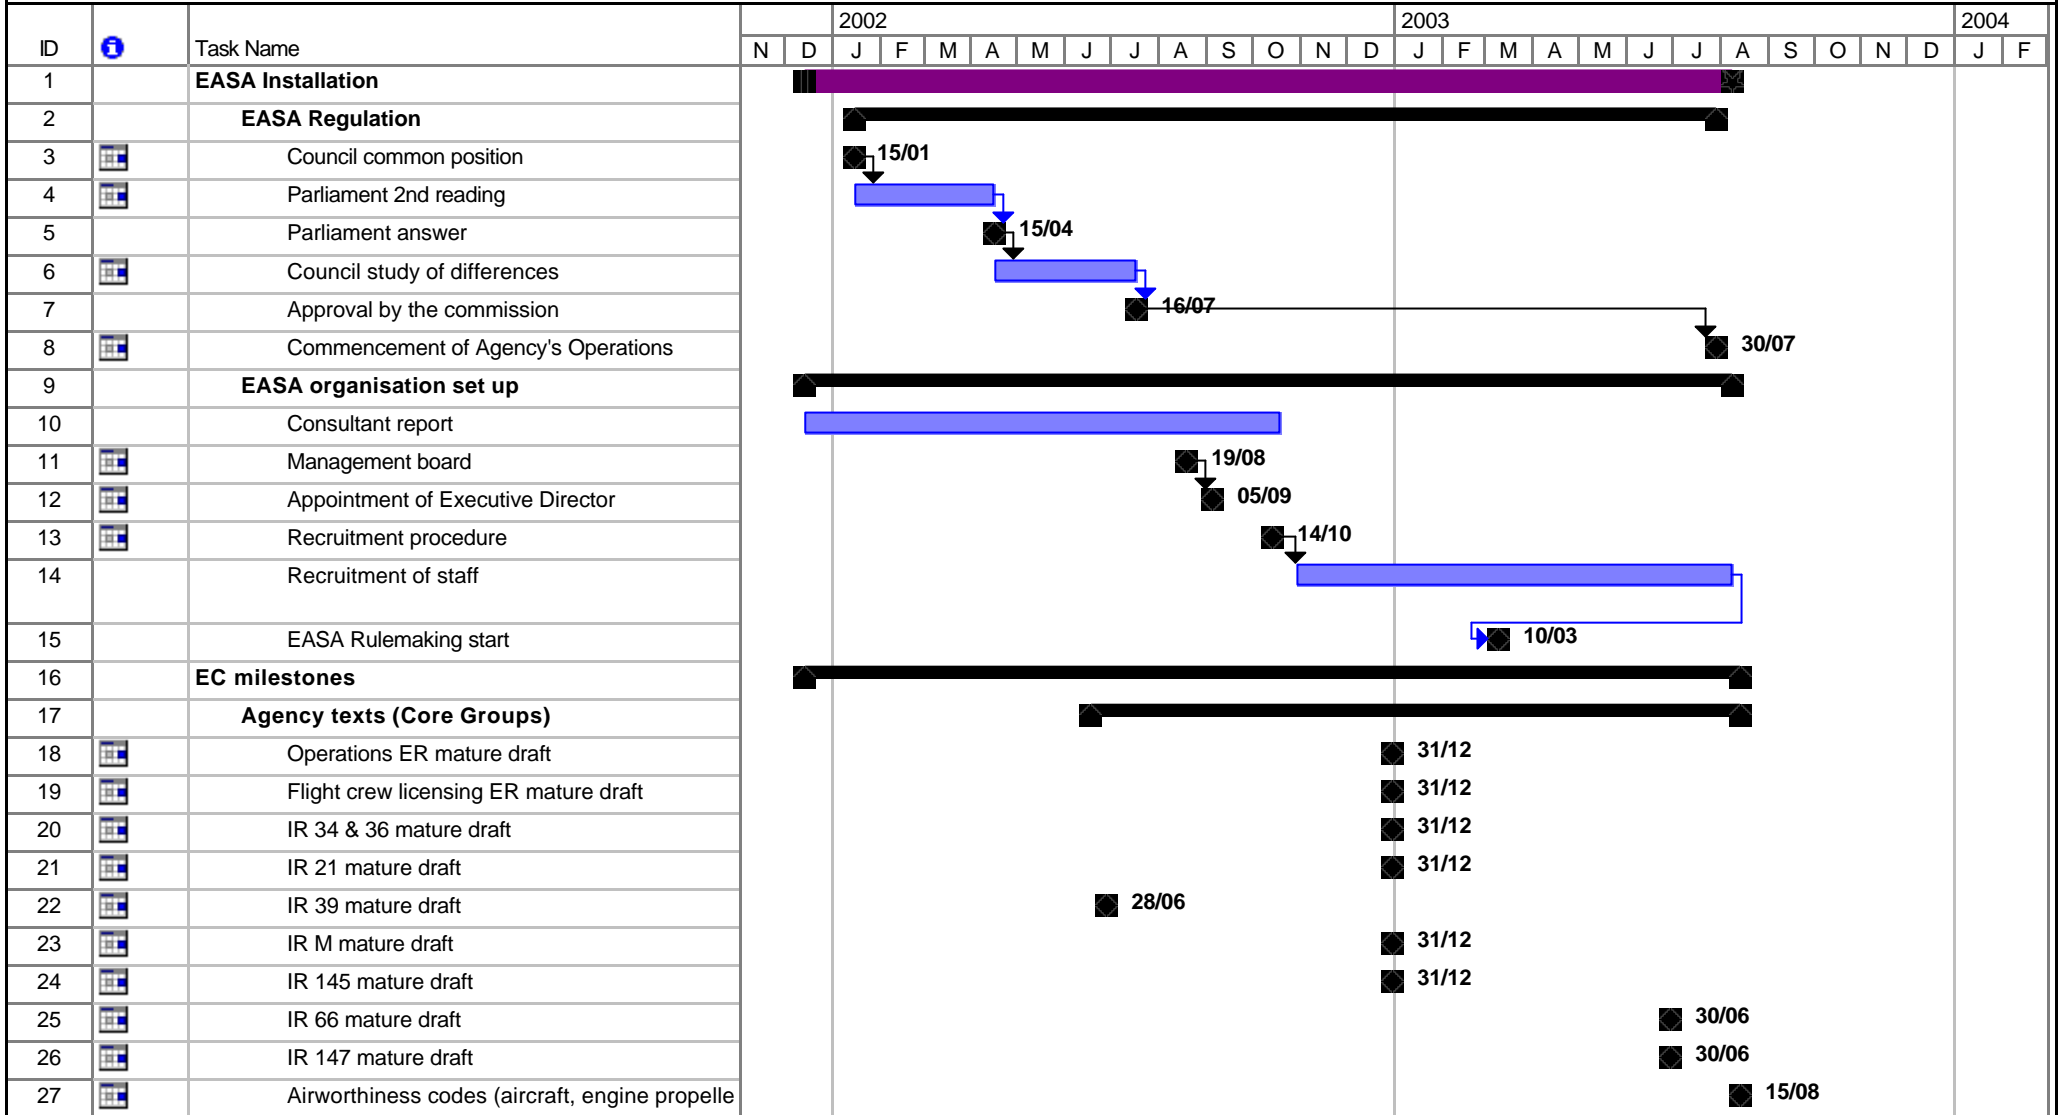 2002 2003 2004
ID Task Name N D J F M A M J J A S O N D J F M A M J J A S O N D J F
1 EASA Installation
2 EASA Regulation
3 Council common position 15/01
4 Parliament 2nd reading
5 Parliament answer 15/04
6 Council study of differences
7 Approval by the commission 16/07
8 Commencement of Agency's Operations 30/07
9 EASA organisation set up
10 Consultant report
11 Management board 19/08
12 Appointment of Executive Director 05/09
13 Recruitment procedure 14/10
14 Recruitment of staff
15 EASA Rulemaking start 10/03
16 EC milestones
17 Agency texts (Core Groups)
18 Operations ER mature draft 31/12
19 Flight crew licensing ER mature draft 31/12
20 IR 34 & 36 mature draft 31/12
21 IR 21 mature draft 31/12
22 IR 39 mature draft 28/06
23 IR M mature draft 31/12
24 IR 145 mature draft 31/12
25 IR 66 mature draft 30/06
26 IR 147 mature draft 30/06
27 Airworthiness codes (aircraft, engine propelle 15/08